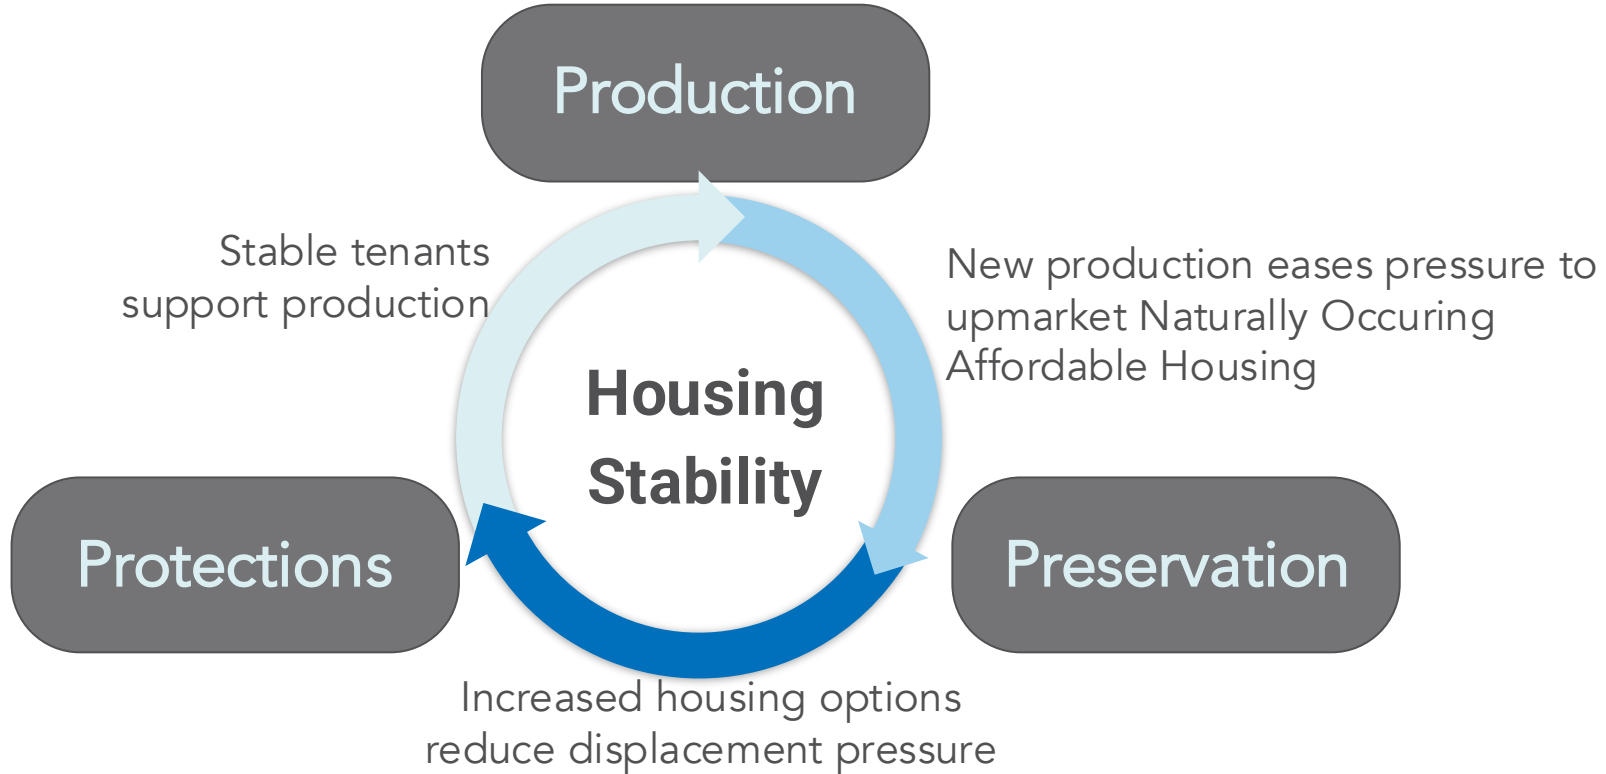 Production
Stable tenants
support production
New production eases pressure to
upmarket Naturally Occuring
Affordable Housing
Housing
Stability
Protections
Preservation
Increased housing options
reduce displacement pressure